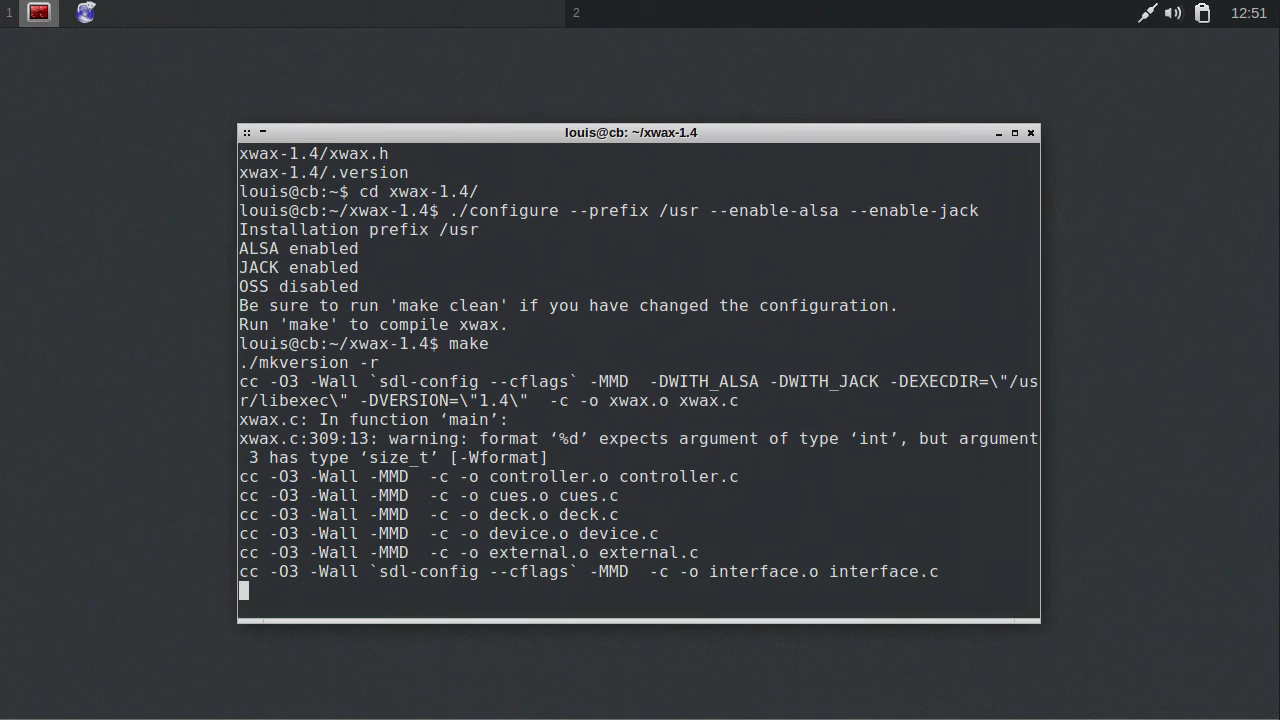 1
2
12:51
louis@cb: ~/xwax-1.4
xwax-1.4/xwax.h
xwax-1.4/.version
louis@cb:~$ cd xwax-1.4/
louis@cb:~/xwax-1.4$ ./configure --prefix /usr --enable-alsa --enable-jack
Installation prefix /usr
ALSA enabled
JACK enabled
OSS disabled
Be sure to run 'make clean' if you have changed the configuration.
Run 'make' to compile xwax.
louis@cb:~/xwax-1.4$ make
./mkversion -r
cc -O3 -Wall `sdl-config --cflags` -MMD  -DWITH_ALSA -DWITH_JACK -DEXECDIR=\"/us
r/libexec\" -DVERSION=\"1.4\"  -c -o xwax.o xwax.c
xwax.c: In function ‘main’:
xwax.c:309:13: warning: format ‘%d’ expects argument of type ‘int’, but argument
 3 has type ‘size_t’ [-Wformat]
cc -O3 -Wall -MMD  -c -o controller.o controller.c
cc -O3 -Wall -MMD  -c -o cues.o cues.c
cc -O3 -Wall -MMD  -c -o deck.o deck.c
cc -O3 -Wall -MMD  -c -o device.o device.c
cc -O3 -Wall -MMD  -c -o external.o external.c
cc -O3 -Wall `sdl-config --cflags` -MMD  -c -o interface.o interface.c